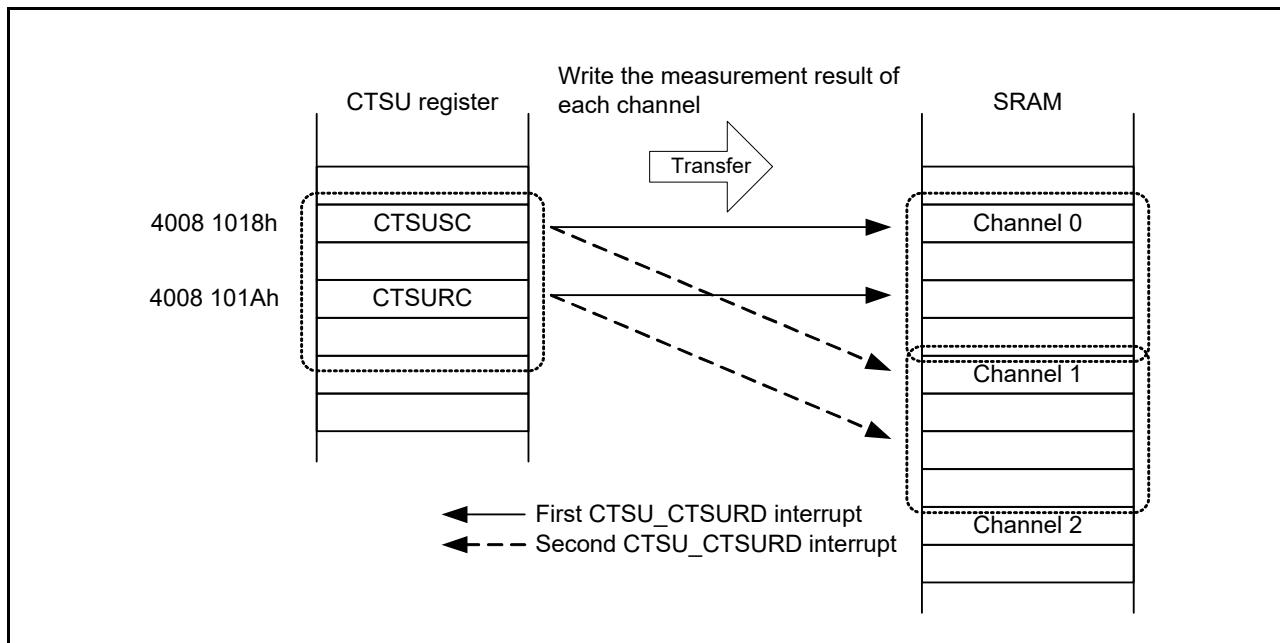 Write the measurement result of
each channel
CTSU register
SRAM
Transfer
4008 1018h
CTSUSC
Channel 0
4008 101Ah
CTSURC
Channel 1
First CTSU_CTSURD interrupt
Second CTSU_CTSURD interrupt
Channel 2